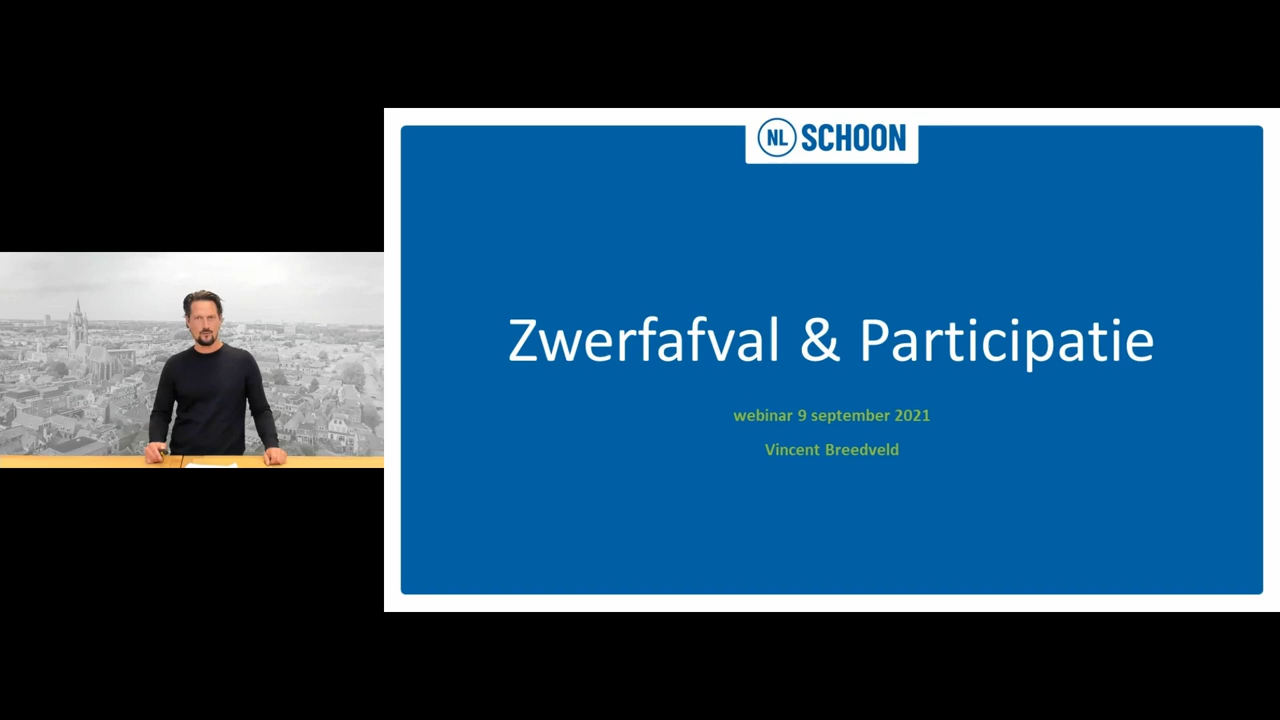 NL SCHOON
Zwerfafval & Participatie
webinar 9 september 2021
Vincent Breedveld